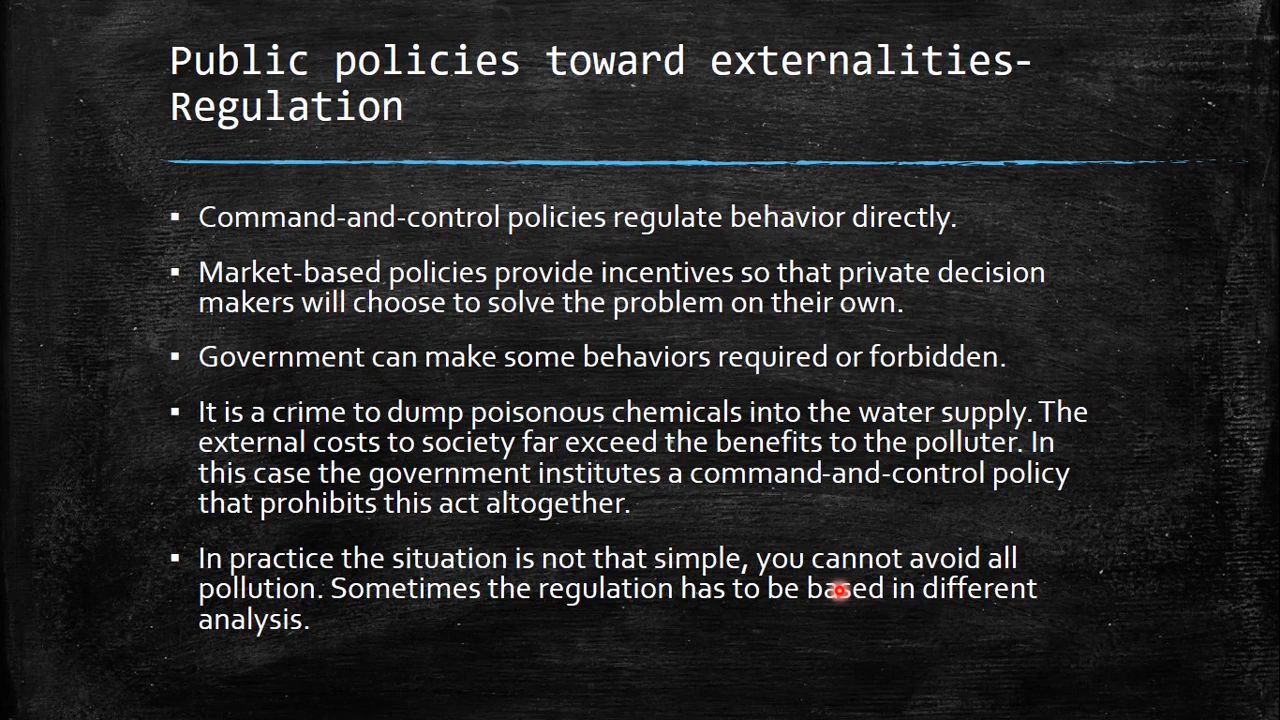 Public policies toward externalities-
Regulation
▪ Command-and-control policies regulate behavior directly.
▪ Market-based policies provide incentives so that private decision
makers will choose to solve the problem on their own.
▪ Government can make some behaviors required or forbidden.
▪ It is a crime to dump poisonous chemicals into the water supply. The
external costs to society far exceed the benefits to the polluter. In
this case the government institutes a command-and-control policy
that prohibits this act altogether.
▪ In practice the situation is not that simple, you cannot avoid all
pollution. Sometimes the regulation has to be based in different
analysis.